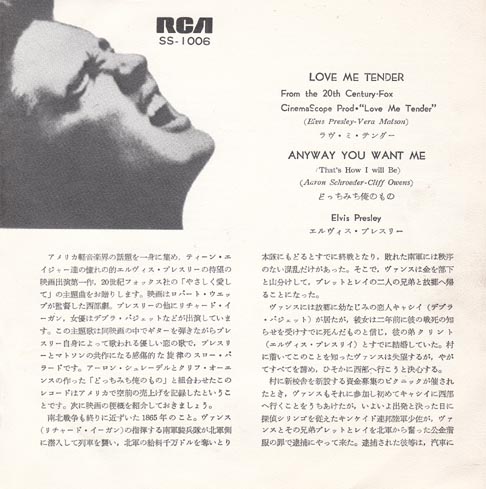 RCA
SS-1006
LOVE ME TENDER
From the 20th Century-Fox
CinemaScope Prod•"Love Me Tender"
(Elvis Presley-Vera Matson)
ラヴ・ミ・テンダー
ANYWAY YOU WANT ME
(That's How I will Be)
(Aaron Schroeder-Cliff Owens)
どっちみち俺のもの
Elvis Presley
エルヴィス・プレスリー
アメリカ軽音楽界の話題を一身に集め、ティーン・エ
イジャー達の憧れの的エルヴィス・プレスリーの待望の
映画出演第一作、20世紀フォックス社の「やさしく愛し
て」の主題曲をお贈りします。映画はロバート・ウエッ
ブが監督した西部劇、プレスリーの他にリチャード・イ
ーガン、女優はデブラ・パジェットなどが出演していま
す。この主題歌は同映画の中でギターを弾きながらプレ
スリー自身によって歌われる優しい恋の歌で、プレスリ
ーとマトソンの共作になる感傷的な旋律のスロー・バ
ラードです。アーロン・シュレーデルとクリフ・オーエ
ンスの作った「どっちみち俺のもの」と組合わせたこの
レコードはアメリカで空前の売上げを記録したというこ
とです。次に映画の梗概を紹介しておきましょう。
南北戦争も終りに近ずいた1865年のこと。ヴァンス
(リチャード・イーガン)の指揮する南軍騎兵隊が北軍側
に潜入して列車を襲い、北軍の給料千万ドルを奪いとり
本隊にもどるとすでに終戦となり、敗れた南軍には秩序
のない混乱だけがあった。そこで、ヴァンスは金を部下
と山分けして、ブレットとレイの二人の兄弟と故郷へ帰
ることになった。
ヴァンスには故郷に幼なじみの恋人キャシイ(デブラ・
パジェット)が居たが、彼女は二年前に彼の戦死の知
らせを受けすでに死んだものと信じ、彼の弟クリント
(エルヴィス・プレスリイ)とすでに結婚していた。村
に着いてこのことを知ったヴァンスは失望するが、やが
てすべてを諦め、ひそかに西部へ行こうと決心する。
村に新校舎を新設する資金募集のピクニックが催され
たとき、ヴァンスもそれに参加し初めてキャシイに西部
へ行くことをうちあけたが、いよいよ出発と決った日に
探偵シリンゴを従えたキンケイド連邦陸軍少佐が、ヴァ
ンスとその兄弟ブレットとレイを北軍から奪った公金着
服の罪で逮捕にやって来た。逮捕された彼等は、汽車に